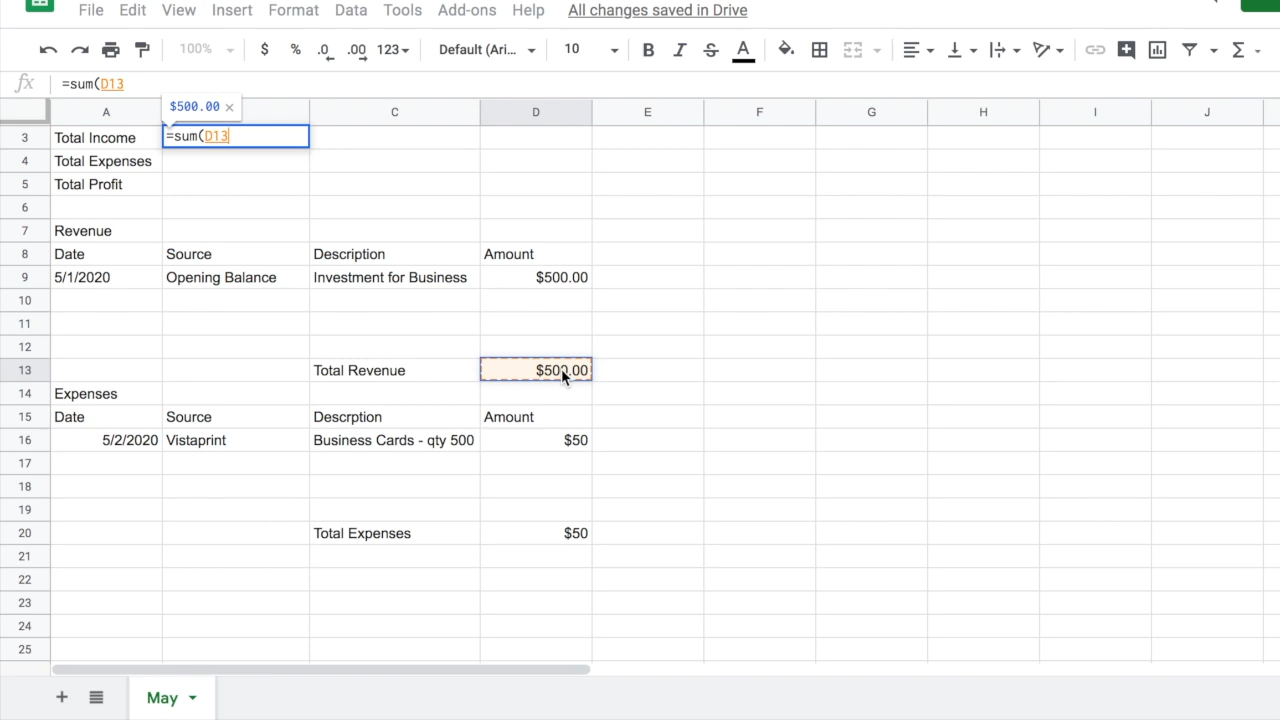 File Edit View Insert Format Data Tools Add-ons Help All changes saved in Drive
100% $ % .0 .00 123 Default (Ari... 10 B I S A
fx =sum(D13
$500.00 ×
A C D E F G H I J
3 Total Income =sum(D13
4 Total Expenses
5 Total Profit
6
7 Revenue
8 Date Source Description Amount
9 5/1/2020 Opening Balance Investment for Business $500.00
10
11
12
13 Total Revenue $500.00
14 Expenses
15 Date Source Descrption Amount
16 5/2/2020 Vistaprint Business Cards - qty 500 $50
17
18
19
20 Total Expenses $50
21
22
23
24
25
+ May